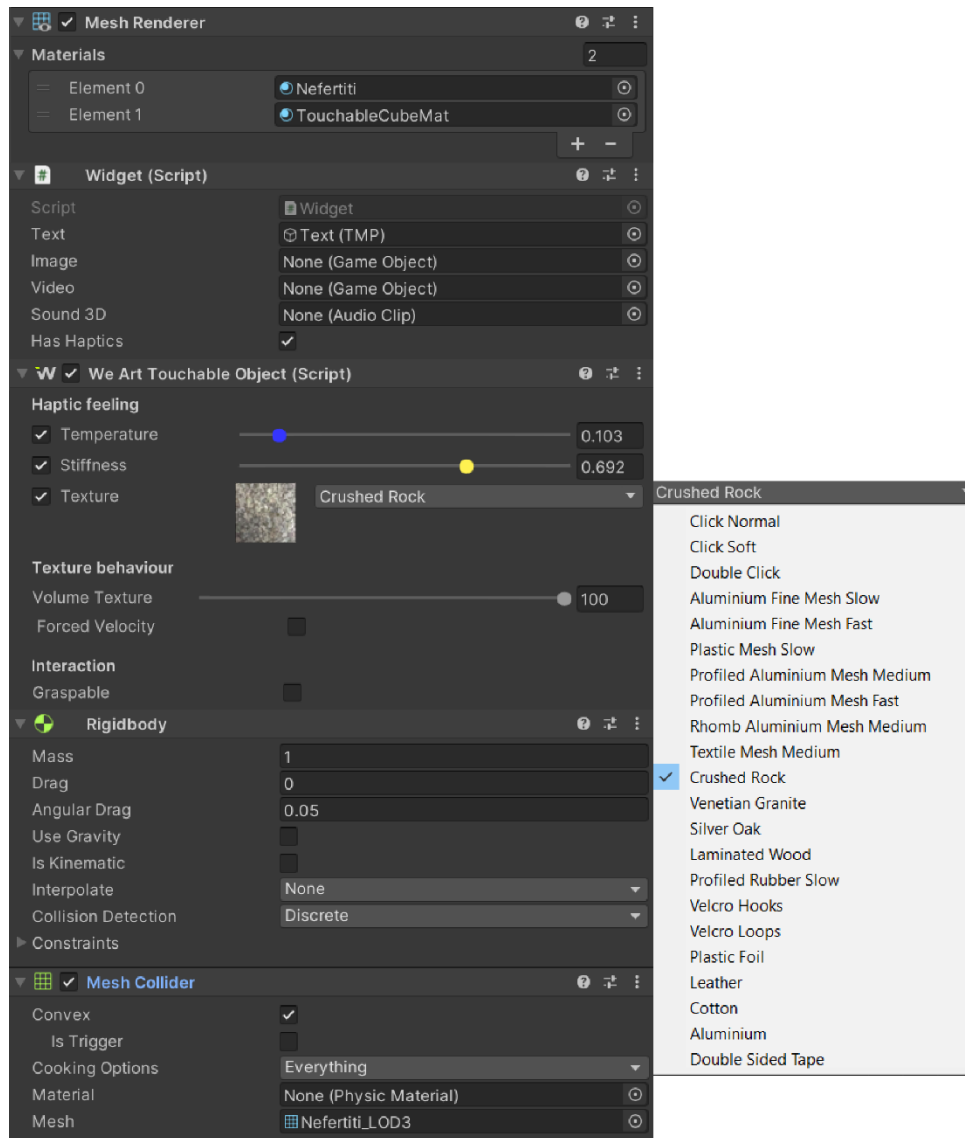 Mesh Renderer
Materials 2
Element 0 Nefertiti
Element 1 TouchableCubeMat
+ −
# Widget (Script)
Script # Widget
Text Text (TMP)
Image None (Game Object)
Video None (Game Object)
Sound 3D None (Audio Clip)
Has Haptics
W We Art Touchable Object (Script)
Haptic feeling
Temperature 0.103
Stiffness 0.692
Texture Crushed Rock
Texture behaviour
Volume Texture 100
Forced Velocity
Interaction
Graspable
Rigidbody
Mass 1
Drag 0
Angular Drag 0.05
Use Gravity
Is Kinematic
Interpolate None
Collision Detection Discrete
Constraints
Mesh Collider
Convex
Is Trigger
Cooking Options Everything
Material None (Physic Material)
Mesh Nefertiti_LOD3
Crushed Rock
Click Normal
Click Soft
Double Click
Aluminium Fine Mesh Slow
Aluminium Fine Mesh Fast
Plastic Mesh Slow
Profiled Aluminium Mesh Medium
Profiled Aluminium Mesh Fast
Rhomb Aluminium Mesh Medium
Textile Mesh Medium
Crushed Rock
Venetian Granite
Silver Oak
Laminated Wood
Profiled Rubber Slow
Velcro Hooks
Velcro Loops
Plastic Foil
Leather
Cotton
Aluminium
Double Sided Tape